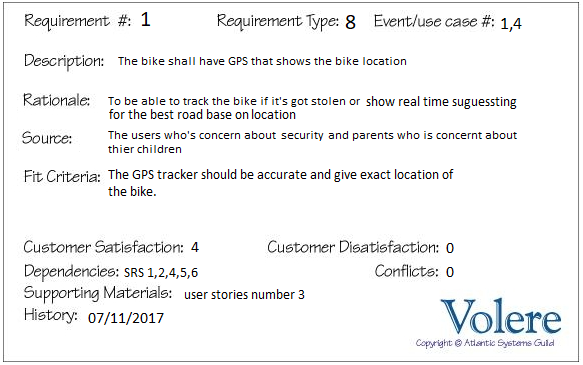 Requirement #: 1 Requirement Type: 8 Event/use case #: 1,4
Description: The bike shall have GPS that shows the bike location
Rationale: To be able to track the bike if it's got stolen or show real time suguessting
for the best road base on location
Source: The users who's concern about security and parents who is concernt about
thier children
Fit Criteria: The GPS tracker should be accurate and give exact location of
the bike.
Customer Satisfaction: 4 Customer Disatisfaction: 0
Dependencies: SRS 1,2,4,5,6 Conflicts: 0
Supporting Materials: user stories number 3
History: 07/11/2017
Volere
Copyright © Atlantic Systems Guild